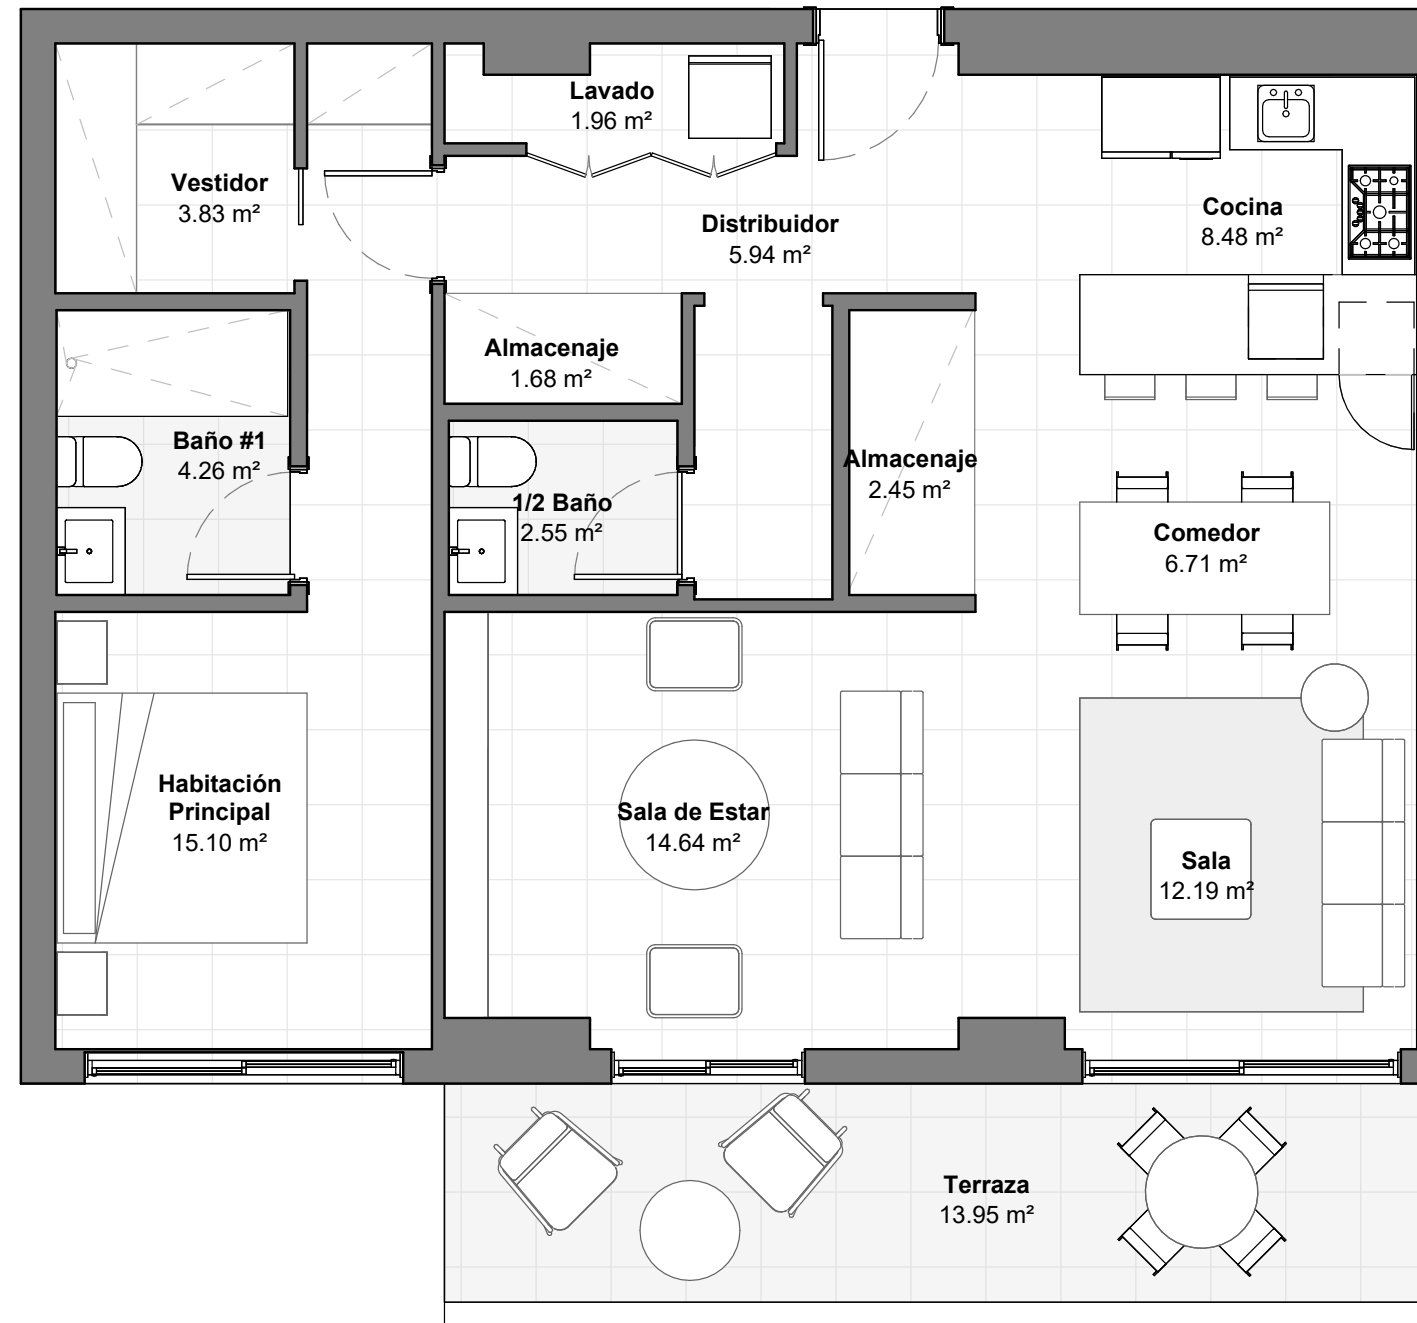 Lavado
1.96 m²
Vestidor
3.83 m²
Distribuidor
5.94 m²
Cocina
8.48 m²
Almacenaje
1.68 m²
Baño #1
4.26 m²
1/2 Baño
2.55 m²
Almacenaje
2.45 m²
Comedor
6.71 m²
Habitación
Principal
15.10 m²
Sala de Estar
14.64 m²
Sala
12.19 m²
Terraza
13.95 m²